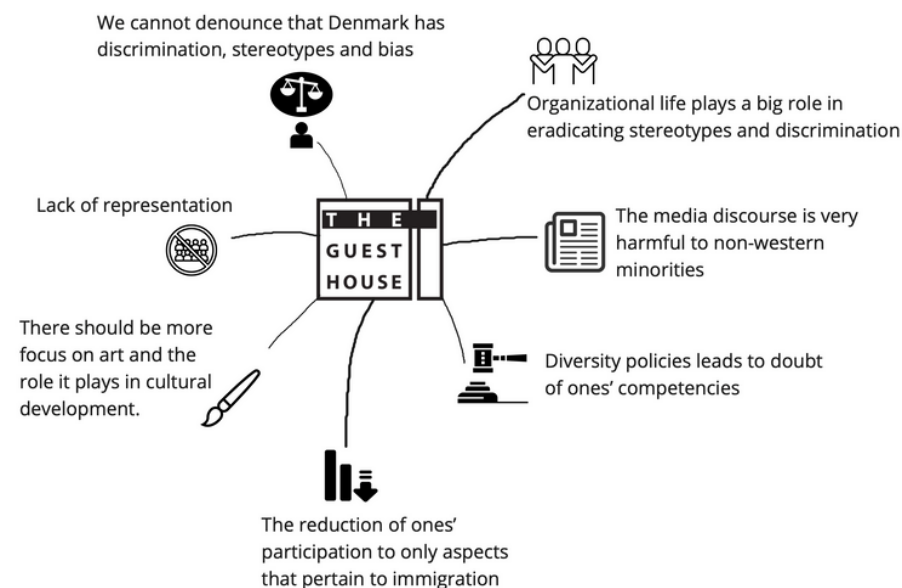 We cannot denounce that Denmark has
discrimination, stereotypes and bias
Organizational life plays a big role in
eradicating stereotypes and discrimination
Lack of representation
THE
GUEST
HOUSE
The media discourse is very
harmful to non-western
minorities
There should be more
focus on art and the
role it plays in cultural
development.
Diversity policies leads to doubt
of ones' competencies
The reduction of ones'
participation to only aspects
that pertain to immigration